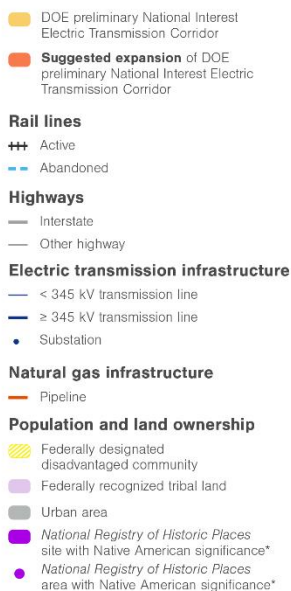 DOE preliminary National Interest
Electric Transmission Corridor
Suggested expansion of DOE
preliminary National Interest Electric
Transmission Corridor
Rail lines
Active
Abandoned
Highways
Interstate
Other highway
Electric transmission infrastructure
< 345 kV transmission line
≥ 345 kV transmission line
Substation
Natural gas infrastructure
Pipeline
Population and land ownership
Federally designated
disadvantaged community
Federally recognized tribal land
Urban area
National Registry of Historic Places
site with Native American significance*
National Registry of Historic Places
area with Native American significance*